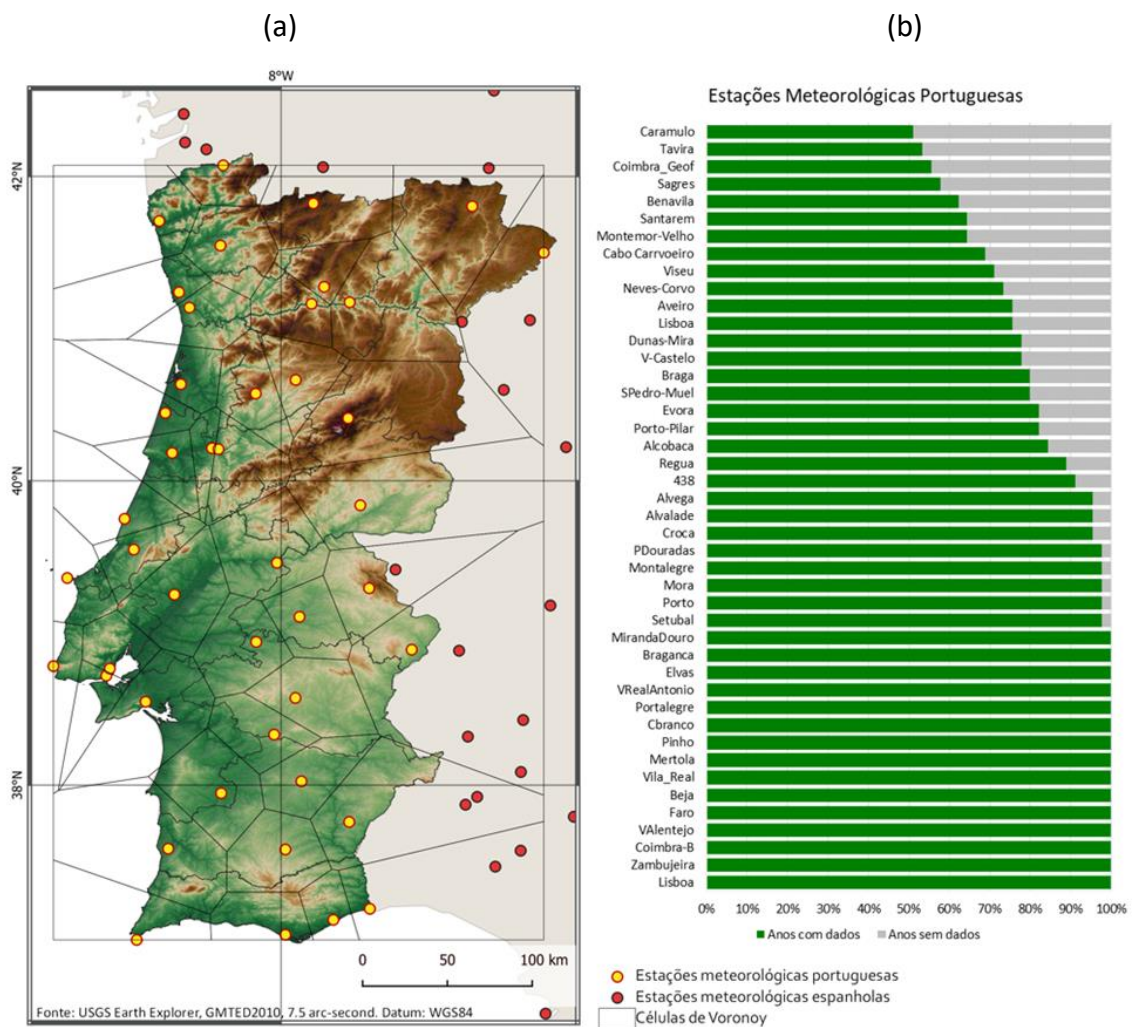 (a)
(b)
8°W
42°N
40°N
38°N
0 50 100 km
Fonte: USGS Earth Explorer, GMTED2010, 7.5 arc-second. Datum: WGS84
Estações Meteorológicas Portuguesas
Caramulo
Tavira
Coimbra_Geof
Sagres
Benavila
Santarem
Montemor-Velho
Cabo Carrvoeiro
Viseu
Neves-Corvo
Aveiro
Lisboa
Dunas-Mira
V-Castelo
Braga
SPedro-Muel
Evora
Porto-Pilar
Alcobaca
Regua
438
Alvega
Alvalade
Croca
PDouradas
Montalegre
Mora
Porto
Setubal
MirandaDouro
Braganca
Elvas
VRealAntonio
Portalegre
Cbranco
Pinho
Mertola
Vila_Real
Beja
Faro
VAlentejo
Coimbra-B
Zambujeira
Lisboa
0% 10% 20% 30% 40% 50% 60% 70% 80% 90% 100%
Anos com dados Anos sem dados
Estações meteorológicas portuguesas
Estações meteorológicas espanholas
Células de Voronoy